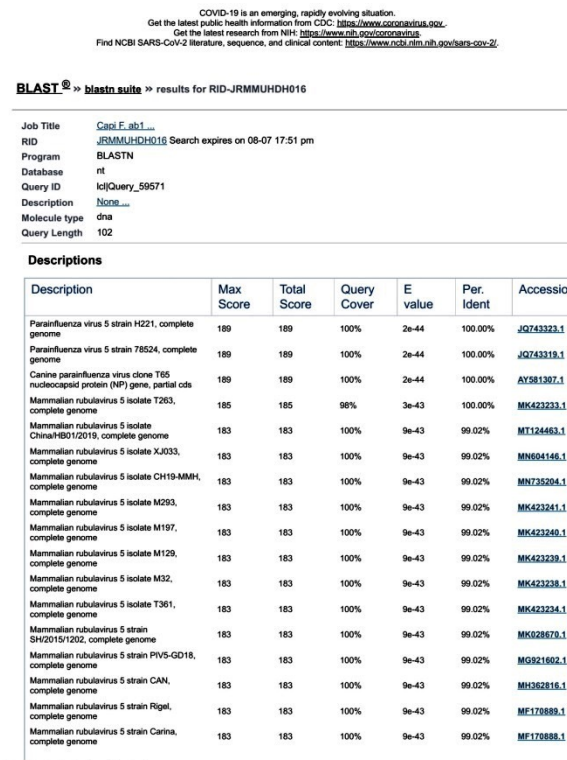 COVID-19 is an emerging, rapidly evolving situation.
Get the latest public health information from CDC: https://www.coronavirus.gov .
Get the latest research from NIH: https://www.nih.gov/coronavirus.
Find NCBI SARS-CoV-2 literature, sequence, and clinical content: https://www.ncbi.nlm.nih.gov/sars-cov-2/.
BLAST ® » blastn suite » results for RID-JRMMUHDH016
Job Title Capi F. ab1 ...
RID JRMMUHDH016 Search expires on 08-07 17:51 pm
Program BLASTN
Database nt
Query ID lcl|Query_59571
Description None ...
Molecule type dna
Query Length 102
Descriptions
Description Max Score Total Score Query Cover E value Per. Ident Accessio
Parainfluenza virus 5 strain H221, complete genome 189 189 100% 2e-44 100.00% JQ743323.1
Parainfluenza virus 5 strain 78524, complete genome 189 189 100% 2e-44 100.00% JQ743319.1
Canine parainfluenza virus clone T65 nucleocapsid protein (NP) gene, partial cds 189 189 100% 2e-44 100.00% AY581307.1
Mammalian rubulavirus 5 isolate T263, complete genome 185 185 98% 3e-43 100.00% MK423233.1
Mammalian rubulavirus 5 isolate China/HB01/2019, complete genome 183 183 100% 9e-43 99.02% MT124463.1
Mammalian rubulavirus 5 isolate XJ033, complete genome 183 183 100% 9e-43 99.02% MN604146.1
Mammalian rubulavirus 5 isolate CH19-MMH, complete genome 183 183 100% 9e-43 99.02% MN735204.1
Mammalian rubulavirus 5 isolate M293, complete genome 183 183 100% 9e-43 99.02% MK423241.1
Mammalian rubulavirus 5 isolate M197, complete genome 183 183 100% 9e-43 99.02% MK423240.1
Mammalian rubulavirus 5 isolate M129, complete genome 183 183 100% 9e-43 99.02% MK423239.1
Mammalian rubulavirus 5 isolate M32, complete genome 183 183 100% 9e-43 99.02% MK423238.1
Mammalian rubulavirus 5 isolate T361, complete genome 183 183 100% 9e-43 99.02% MK423234.1
Mammalian rubulavirus 5 strain SH/2015/1202, complete genome 183 183 100% 9e-43 99.02% MK028670.1
Mammalian rubulavirus 5 strain PIV5-GD18, complete genome 183 183 100% 9e-43 99.02% MG921602.1
Mammalian rubulavirus 5 strain CAN, complete genome 183 183 100% 9e-43 99.02% MH362816.1
Mammalian rubulavirus 5 strain Rigel, complete genome 183 183 100% 9e-43 99.02% MF170889.1
Mammalian rubulavirus 5 strain Carina, complete genome 183 183 100% 9e-43 99.02% MF170888.1